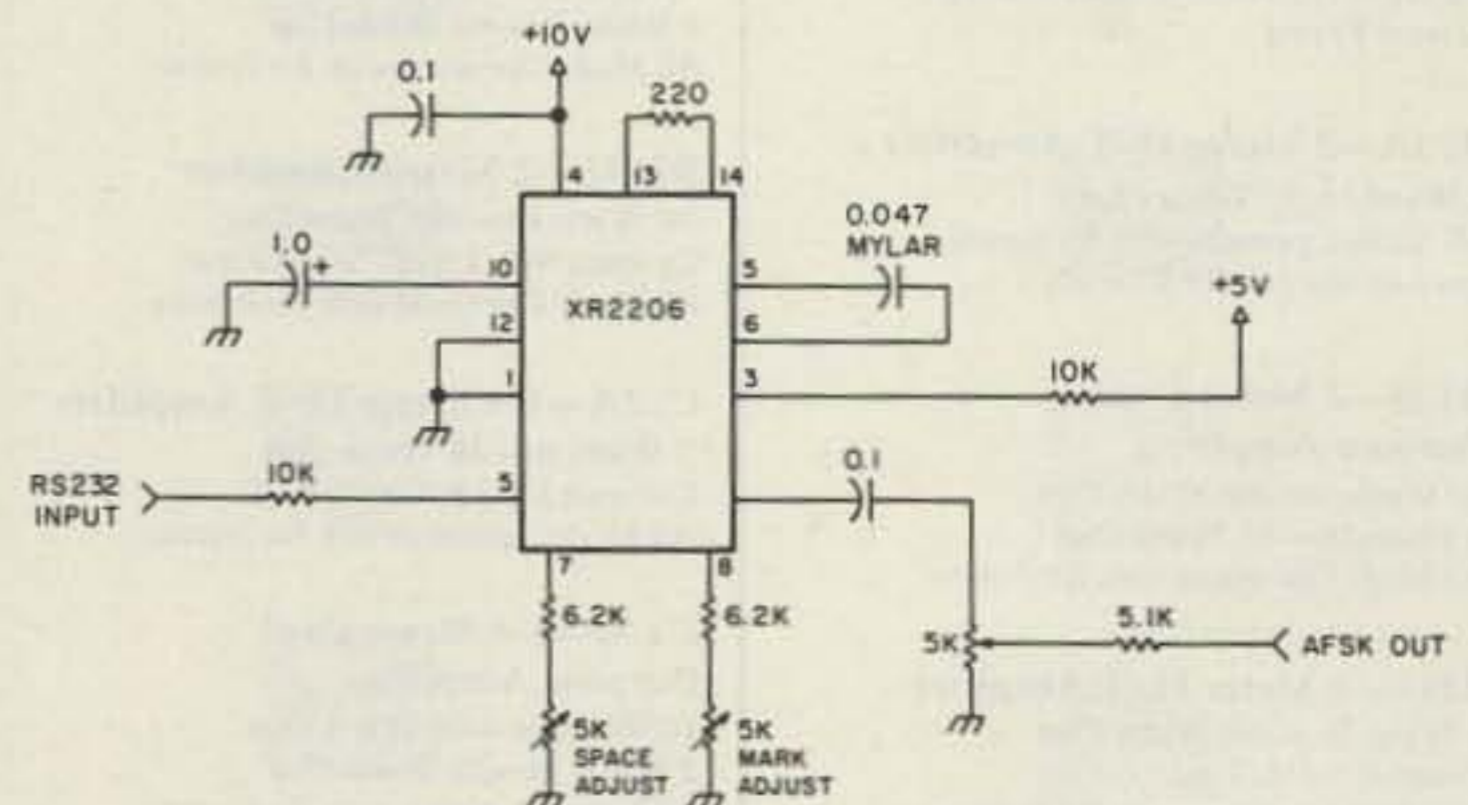 +10V
0.1
220
4
13
14
1.0
+
10
XR2206
5
0.047
MYLAR
12
6
+5V
1
3
10K
RS232
INPUT
10K
5
0.1
7
8
6.2K
6.2K
5K
5.1K
AFSK OUT
5K
SPACE
ADJUST
5K
MARK
ADJUST